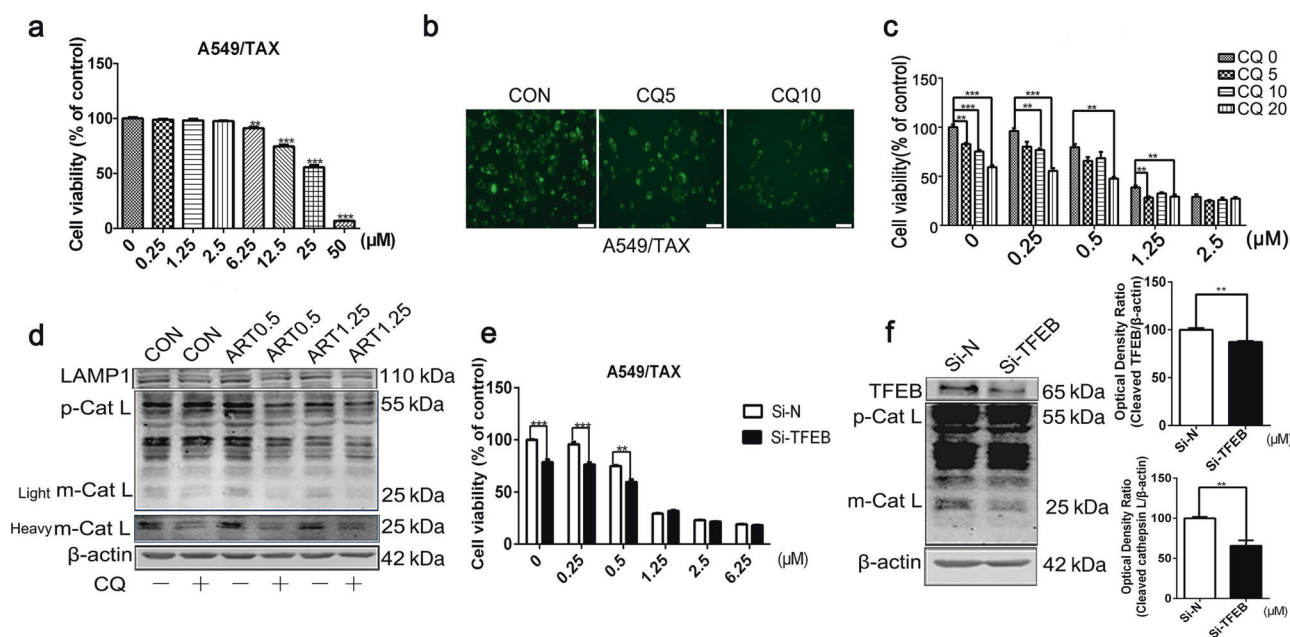 a
A549/TAX
Cell viability (% of control)
150
100
50
0
**
***
***
***
0
0.25
1.25
2.5
6.25
12.5
25
50
(μM)
b
CON
CQ5
CQ10
A549/TAX
c
Cell viability(% of control)
150
100
50
0
***
***
**
***
**
**
**
**
CQ 0
CQ 5
CQ 10
CQ 20
0
0.25
0.5
1.25
2.5
(μM)
d
CON
CON
ART0.5
ART0.5
ART1.25
ART1.25
LAMP1
110 kDa
p-Cat L
55 kDa
Light m-Cat L
25 kDa
Heavy m-Cat L
25 kDa
β-actin
42 kDa
− + − + − +
CQ
e
A549/TAX
Cell viability (% of control)
150
100
50
0
***
***
**
Si-N
Si-TFEB
0
0.25
0.5
1.25
2.5
6.25
(μM)
f
Si-N
Si-TFEB
TFEB
65 kDa
p-Cat L
55 kDa
m-Cat L
25 kDa
β-actin
42 kDa
Optical Density Ratio
(Cleaved TFEB/β-actin)
150
100
50
0
**
Si-N
Si-TFEB
(μM)
Optical Density Ratio
(Cleaved cathepsin L/β-actin)
150
100
50
0
**
Si-N
Si-TFEB
(μM)